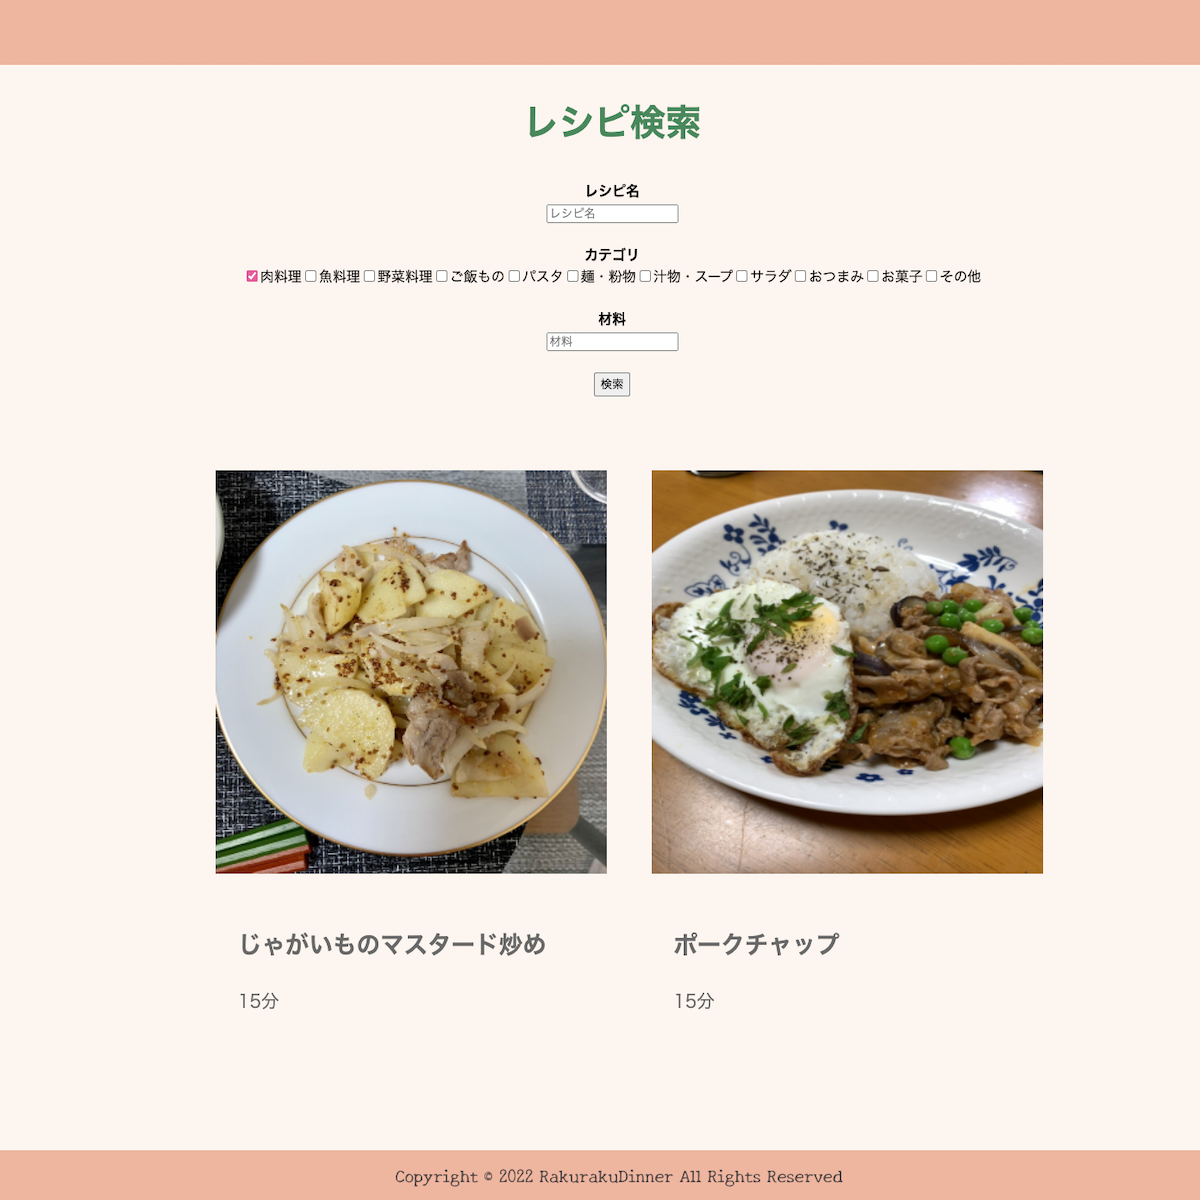 レシピ検索
レシピ名
レシピ名
カテゴリ
肉料理 魚料理 野菜料理 ご飯もの パスタ 麺・粉物 汁物・スープ サラダ おつまみ お菓子 その他
材料
材料
検索
じゃがいものマスタード炒め
ポークチャップ
15分
15分
Copyright © 2022 RakurakuDinner All Rights Reserved